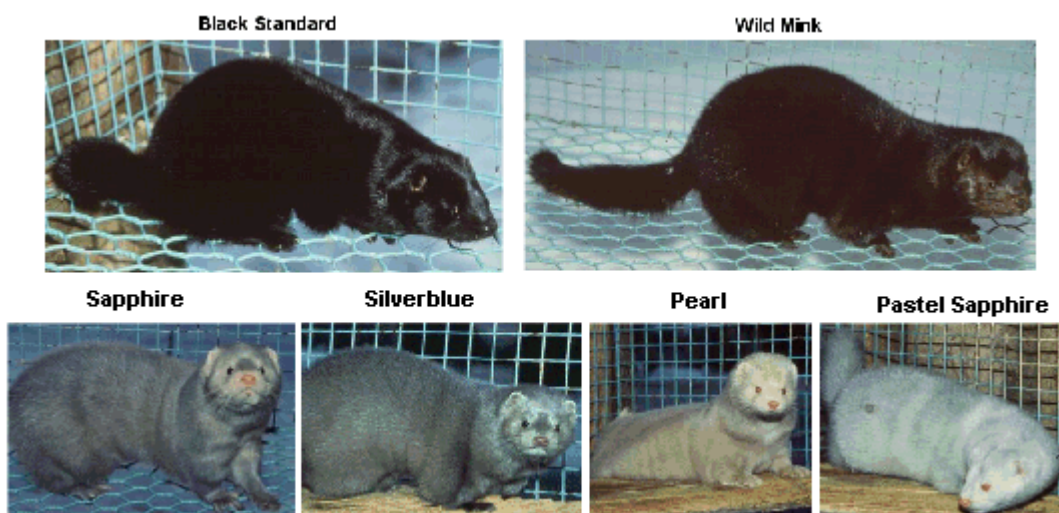 Black Standard
Wild Mink
Sapphire
Silverblue
Pearl
Pastel Sapphire